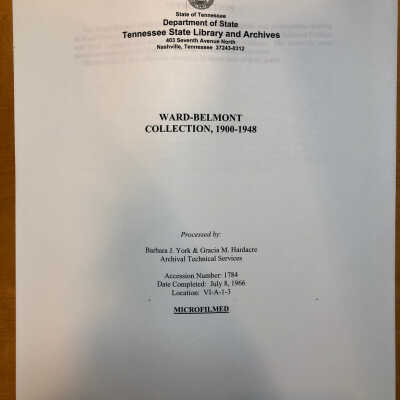 State of Tennessee
Department of State
Tennessee State Library and Archives
403 Seventh Avenue North
Nashville, Tennessee 37243-0312
WARD-BELMONT
COLLECTION, 1900-1948
Processed by:
Barbara J. York & Gracia M. Hardacre
Archival Technical Services
Accession Number: 1784
Date Completed: July 8, 1966
Location: VI-A-1-3
MICROFILMED